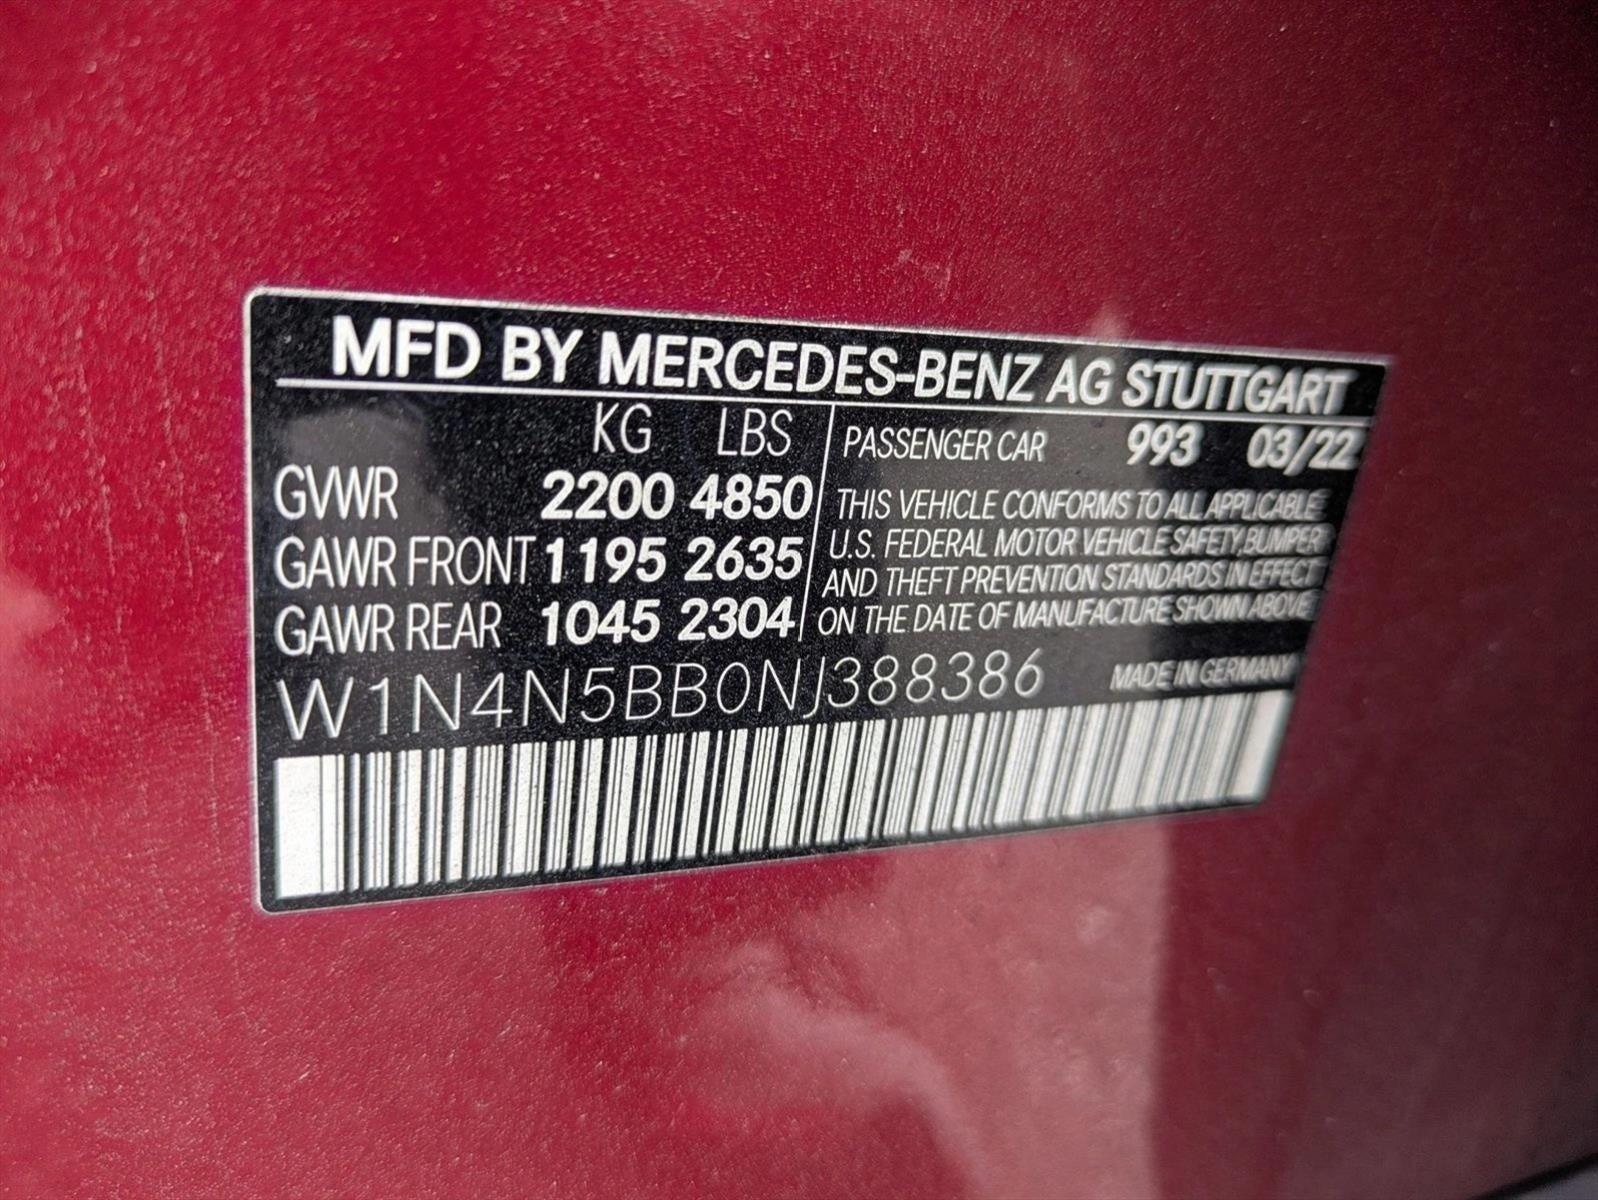 MFD BY MERCEDES-BENZ AG STUTTGART
KG LBS
GVWR 2200 4850
GAWR FRONT 1195 2635
GAWR REAR 1045 2304
PASSENGER CAR 993 03/22
THIS VEHICLE CONFORMS TO ALL APPLICABLE
U.S. FEDERAL MOTOR VEHICLE SAFETY, BUMPER
AND THEFT PREVENTION STANDARDS IN EFFECT
ON THE DATE OF MANUFACTURE SHOWN ABOVE
W1N4N5BB0NJ388386 MADE IN GERMANY